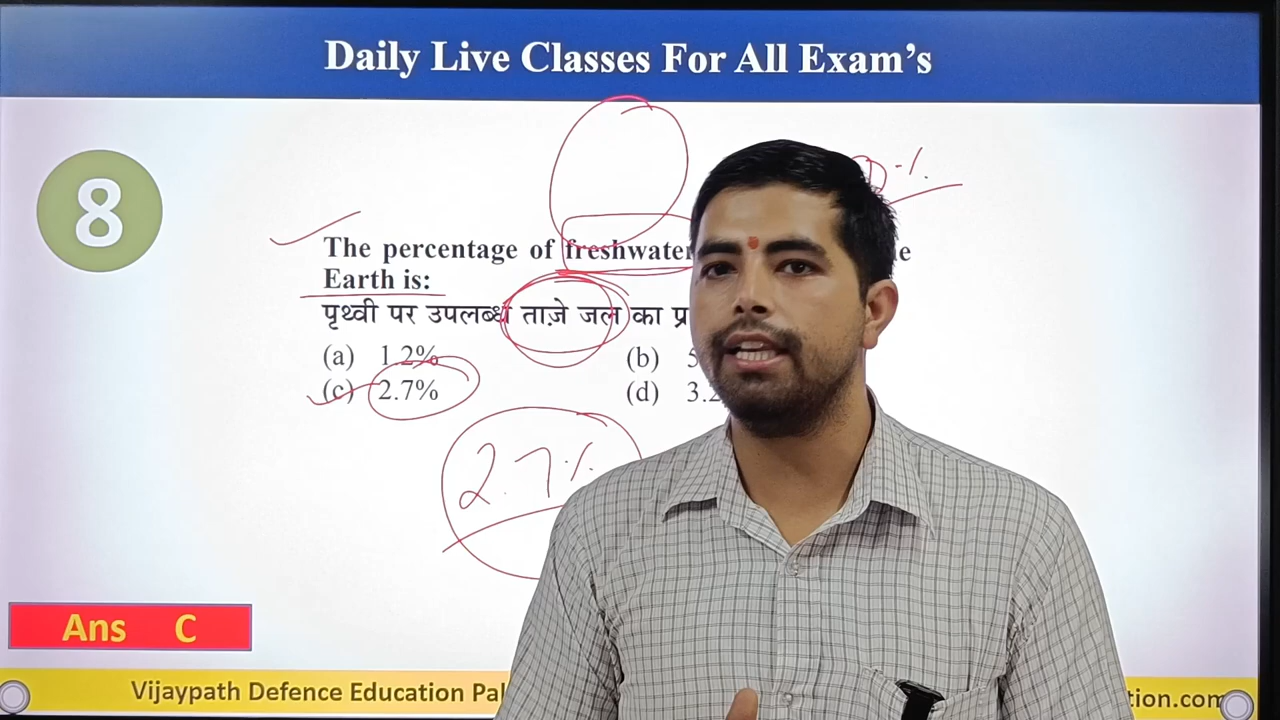 Daily Live Classes For All Exam's
8
The percentage of freshwater
Earth is:
पृथ्वी पर उपलब्ध ताज़े जल का
(a) 1.2% (b)
(c) 2.7% (d)
2.7%
Ans C
Vijaypath Defence Education